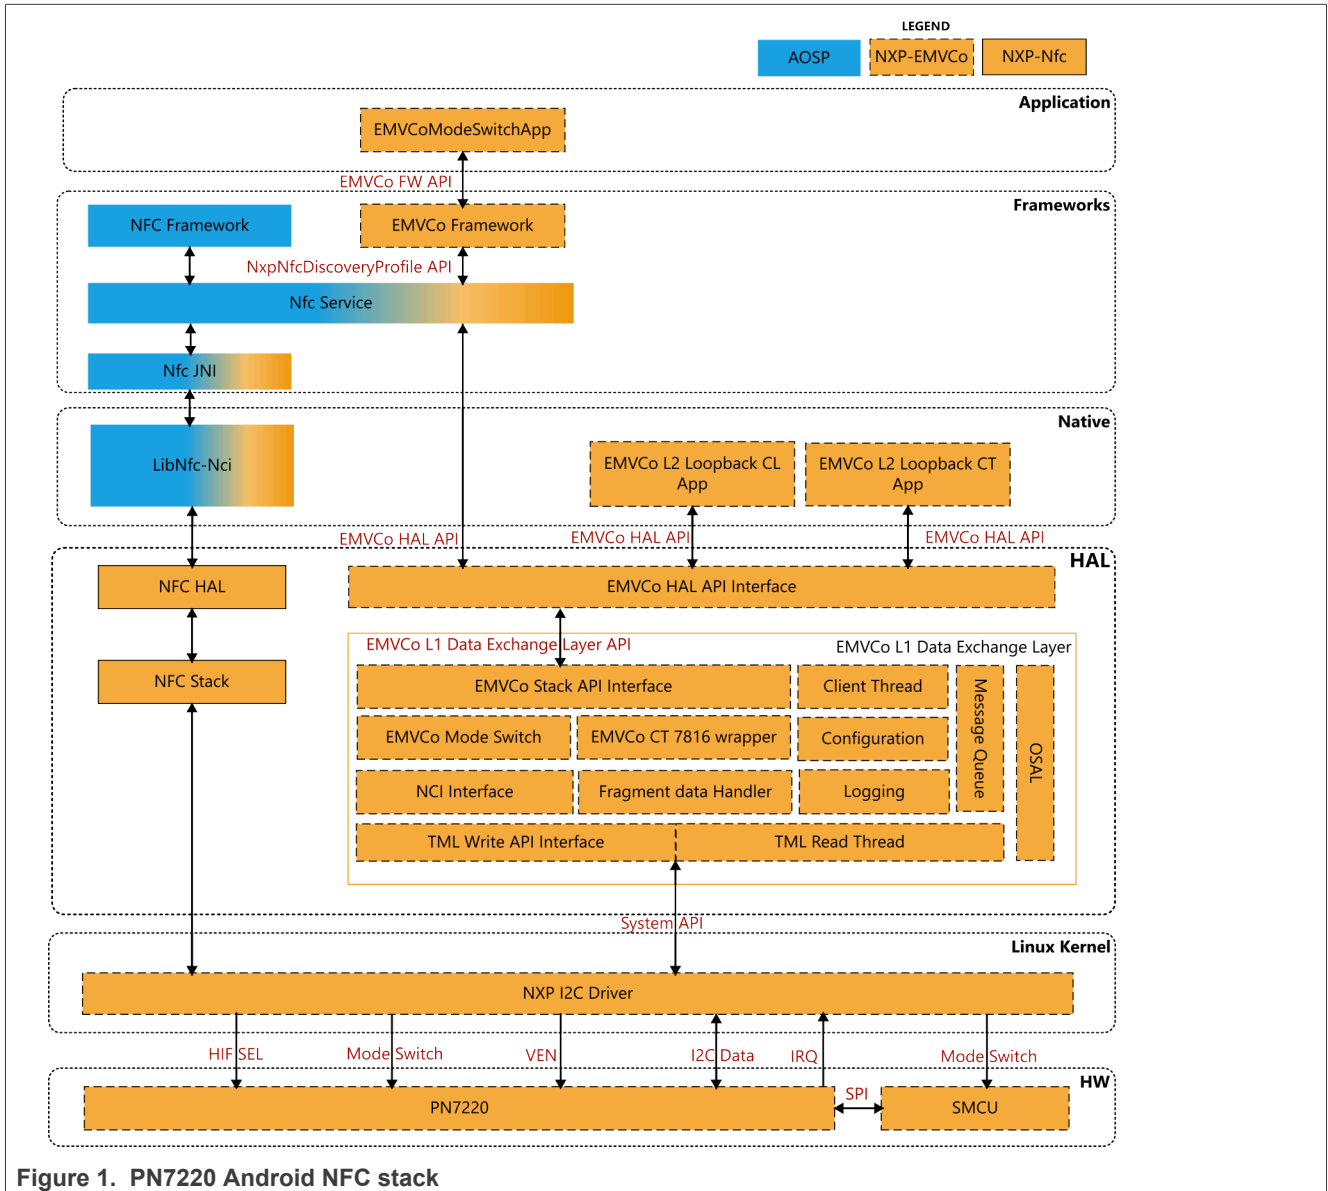 LEGEND
AOSP
NXP-EMVCo
NXP-Nfc
Application
EMVCoModeSwitchApp
EMVCo FW API
Frameworks
NFC Framework
EMVCo Framework
NxpNfcDiscoveryProfile API
Nfc Service
Nfc JNI
Native
LibNfc-Nci
EMVCo L2 Loopback CL
App
EMVCo L2 Loopback CT
App
EMVCo HAL API
EMVCo HAL API
EMVCo HAL API
HAL
NFC HAL
EMVCo HAL API Interface
EMVCo L1 Data Exchange Layer API
EMVCo L1 Data Exchange Layer
NFC Stack
EMVCo Stack API Interface
Client Thread
Message Queue
OSAL
EMVCo Mode Switch
EMVCo CT 7816 wrapper
Configuration
NCI Interface
Fragment data Handler
Logging
TML Write API Interface
TML Read Thread
System API
Linux Kernel
NXP I2C Driver
HIF SEL
Mode Switch
VEN
I2C Data
IRQ
Mode Switch
HW
PN7220
SPI
SMCU
Figure 1. PN7220 Android NFC stack